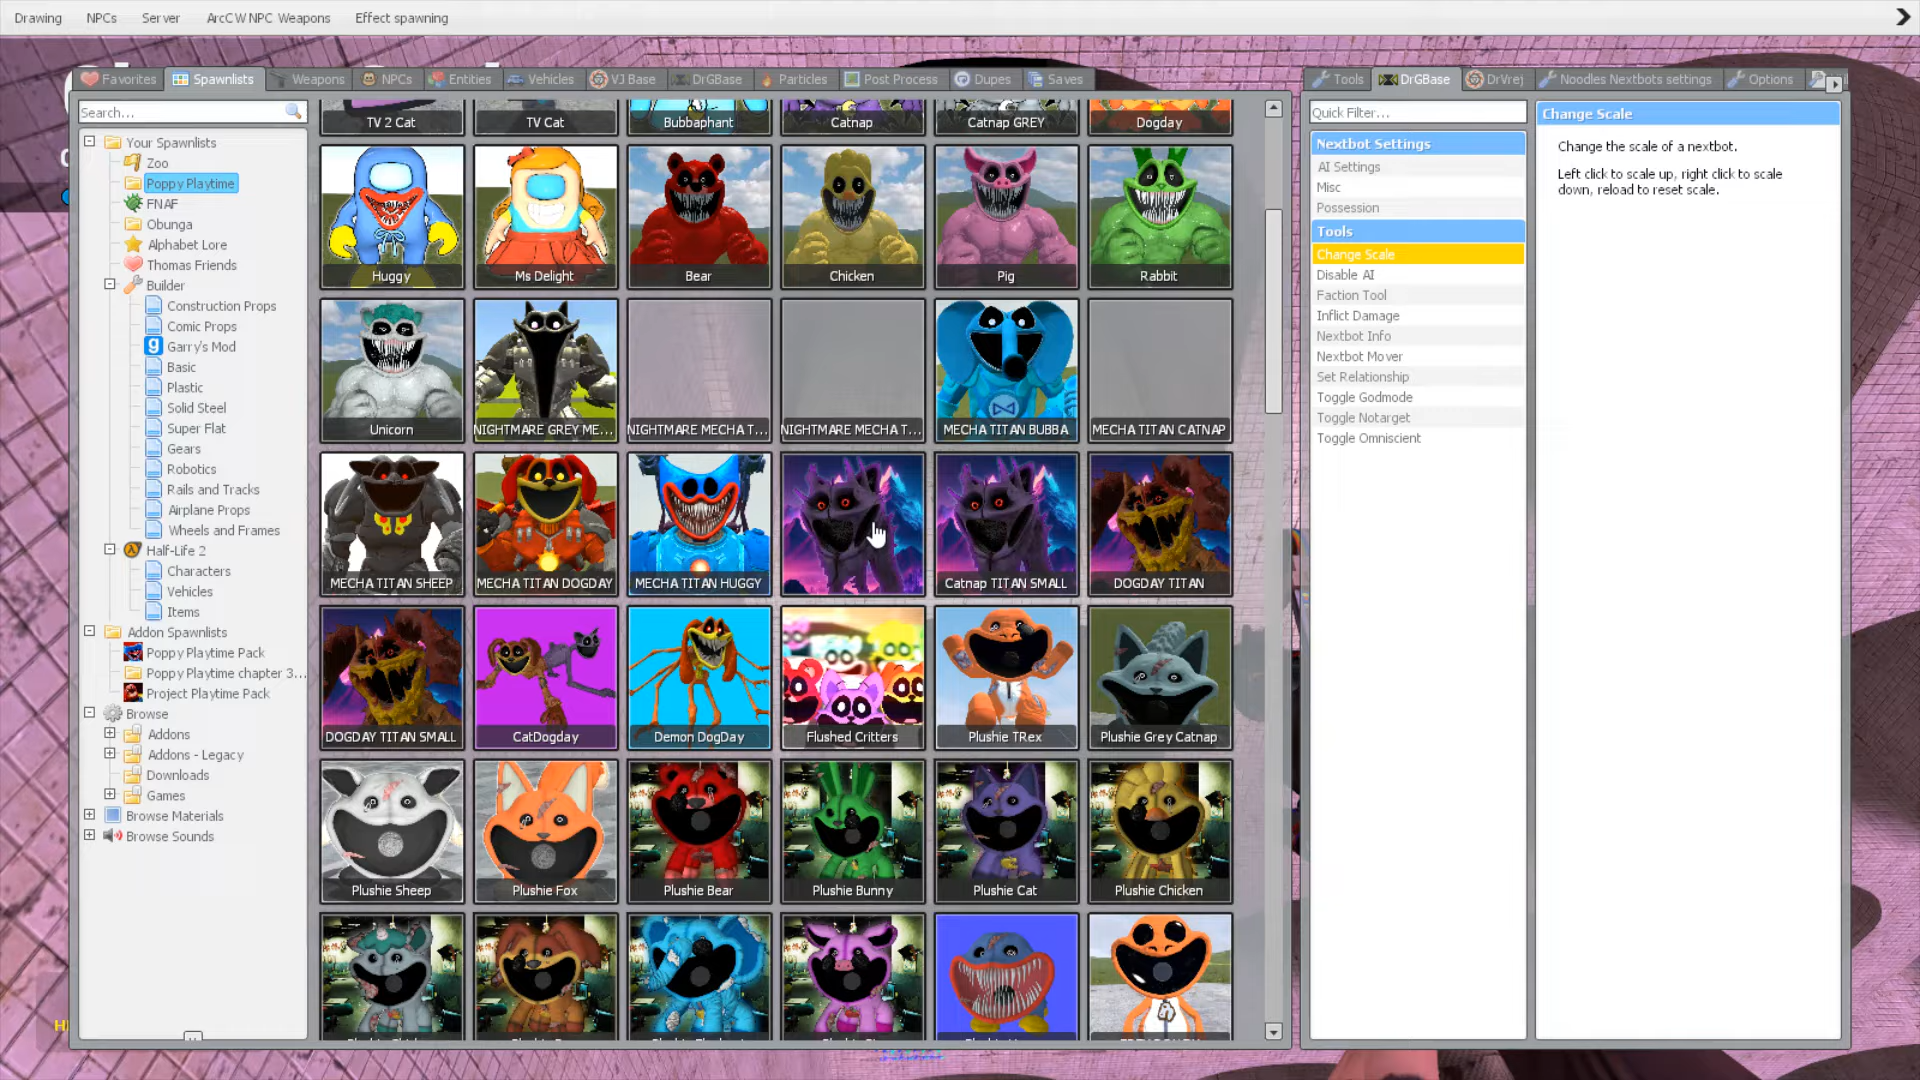 Drawing NPCs Server ArcCW NPC Weapons Effect spawning
Favorites Spawnlists Weapons NPCs Entities Vehicles VJ Base DrGBase Particles Post Process Dupes Saves
Search...
Your Spawnlists
Zoo
Poppy Playtime
FNAF
Obunga
Alphabet Lore
Thomas Friends
Builder
Construction Props
Comic Props
Garry's Mod
Basic
Plastic
Solid Steel
Super Flat
Gears
Robotics
Rails and Tracks
Airplane Props
Wheels and Frames
Half-Life 2
Characters
Vehicles
Items
Addon Spawnlists
Poppy Playtime Pack
Poppy Playtime chapter 3...
Project Playtime Pack
Browse
Addons
Addons - Legacy
Downloads
Games
Browse Materials
Browse Sounds
TV 2 Cat TV Cat Bubbaphant Catnap Catnap GREY Dogday
Huggy Ms Delight Bear Chicken Pig Rabbit
Unicorn NIGHTMARE GREY ME... NIGHTMARE MECHA T... NIGHTMARE MECHA T... MECHA TITAN BUBBA MECHA TITAN CATNAP
MECHA TITAN SHEEP MECHA TITAN DOGDAY MECHA TITAN HUGGY Catnap TITAN SMALL DOGDAY TITAN
DOGDAY TITAN SMALL CatDogday Demon DogDay Flushed Critters Plushie TRex Plushie Grey Catnap
Plushie Sheep Plushie Fox Plushie Bear Plushie Bunny Plushie Cat Plushie Chicken
Tools DrGBase DrVrej Noodles Nextbots settings Options
Quick Filter...
Nextbot Settings
AI Settings
Misc
Possession
Tools
Change Scale
Disable AI
Faction Tool
Inflict Damage
Nextbot Info
Nextbot Mover
Set Relationship
Toggle Godmode
Toggle Notarget
Toggle Omniscient
Change Scale
Change the scale of a nextbot.
Left click to scale up, right click to scale
down, reload to reset scale.